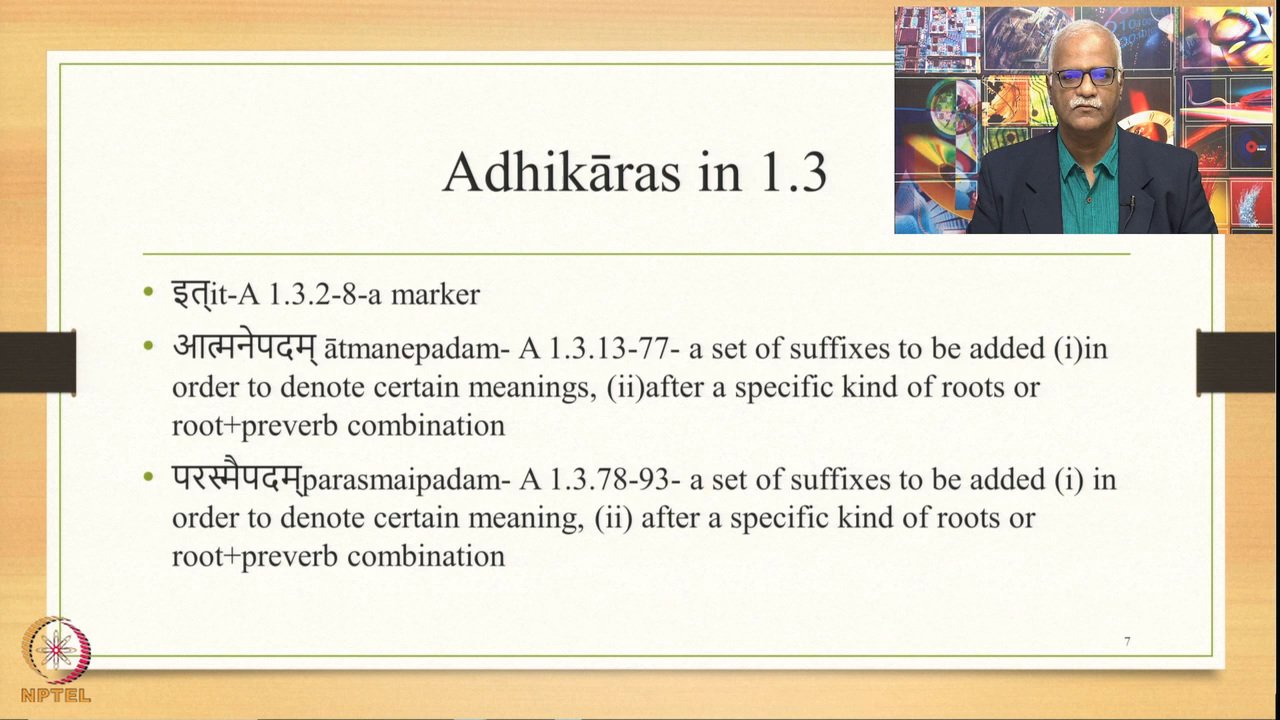 Adhikāras in 1.3
• इत्it-A 1.3.2-8-a marker
• आत्मनेपदम् ātmanepadam- A 1.3.13-77- a set of suffixes to be added (i)in
order to denote certain meanings, (ii)after a specific kind of roots or
root+preverb combination
• परस्मैपदम्parasmaipadam- A 1.3.78-93- a set of suffixes to be added (i) in
order to denote certain meaning, (ii) after a specific kind of roots or
root+preverb combination
7
NPTEL